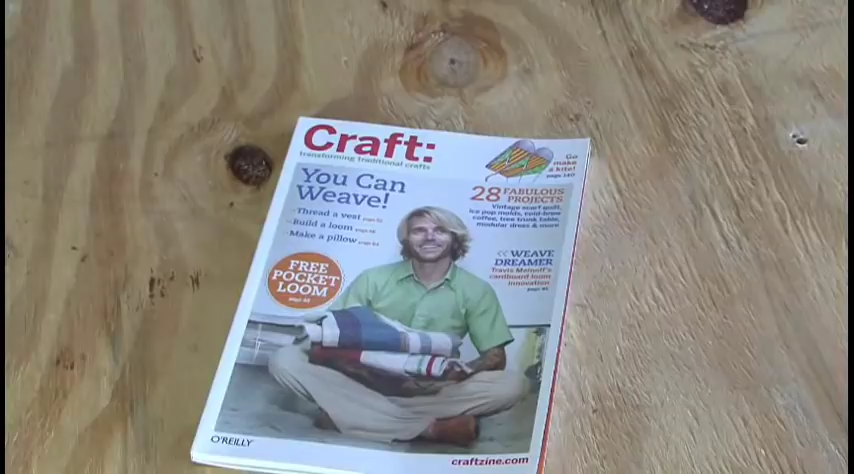 Craft:
transforming traditional crafts
Go
make
a kite!
page 140
You Can
Weave!
Thread a vest
Build a loom
Make a pillow
28 FABULOUS
PROJECTS
Vintage scarf quilt,
ice pop molds, cold-brew
coffee, tree trunk table,
modular dress & more
<< WEAVE
DREAMER
Travis Meinolf's
cardboard loom
innovation
FREE
POCKET
LOOM
O'REILLY
craftzine.com